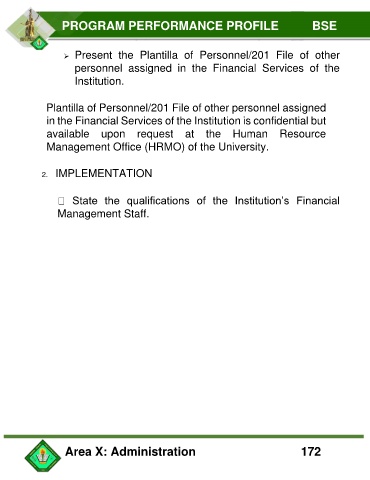 PROGRAM PERFORMANCE PROFILE BSE
➢ Present the Plantilla of Personnel/201 File of other
personnel assigned in the Financial Services of the
Institution.
Plantilla of Personnel/201 File of other personnel assigned
in the Financial Services of the Institution is confidential but
available upon request at the Human Resource
Management Office (HRMO) of the University.
2. IMPLEMENTATION
□ State the qualifications of the Institution's Financial
Management Staff.
Area X: Administration 172